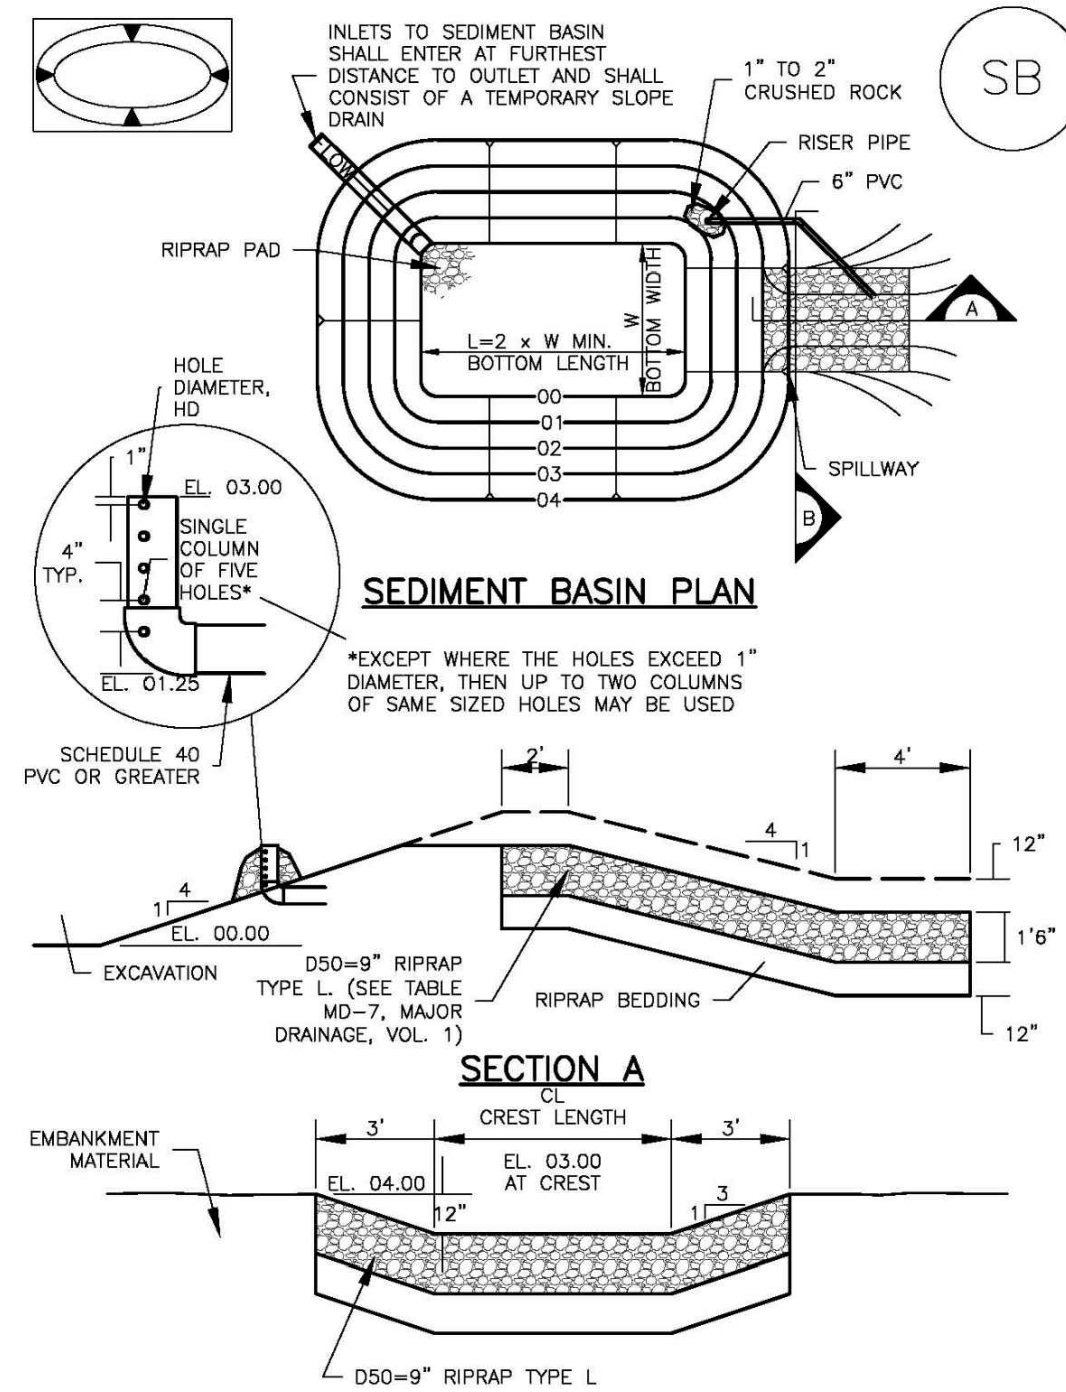 INLETS TO SEDIMENT BASIN
SHALL ENTER AT FURTHEST
DISTANCE TO OUTLET AND SHALL
CONSIST OF A TEMPORARY SLOPE
DRAIN
SB
1" TO 2"
CRUSHED ROCK
RISER PIPE
6" PVC
FLOW
RIPRAP PAD
W
BOTTOM WIDTH
L=2 x W MIN.
BOTTOM LENGTH
00
01
02
03
04
A
SPILLWAY
B
HOLE
DIAMETER,
HD
1"
EL. 03.00
SINGLE
COLUMN
OF FIVE
HOLES*
4"
TYP.
EL. 01.25
SEDIMENT BASIN PLAN
*EXCEPT WHERE THE HOLES EXCEED 1"
DIAMETER, THEN UP TO TWO COLUMNS
OF SAME SIZED HOLES MAY BE USED
SCHEDULE 40
PVC OR GREATER
2'
4'
4
1
12"
4
1
EL. 00.00
EXCAVATION
1'6"
D50=9" RIPRAP
TYPE L. (SEE TABLE
MD-7, MAJOR
DRAINAGE, VOL. 1)
RIPRAP BEDDING
12"
SECTION A
CL
CREST LENGTH
3'
3'
EMBANKMENT
MATERIAL
EL. 04.00
EL. 03.00
AT CREST
12"
3
1
D50=9" RIPRAP TYPE L